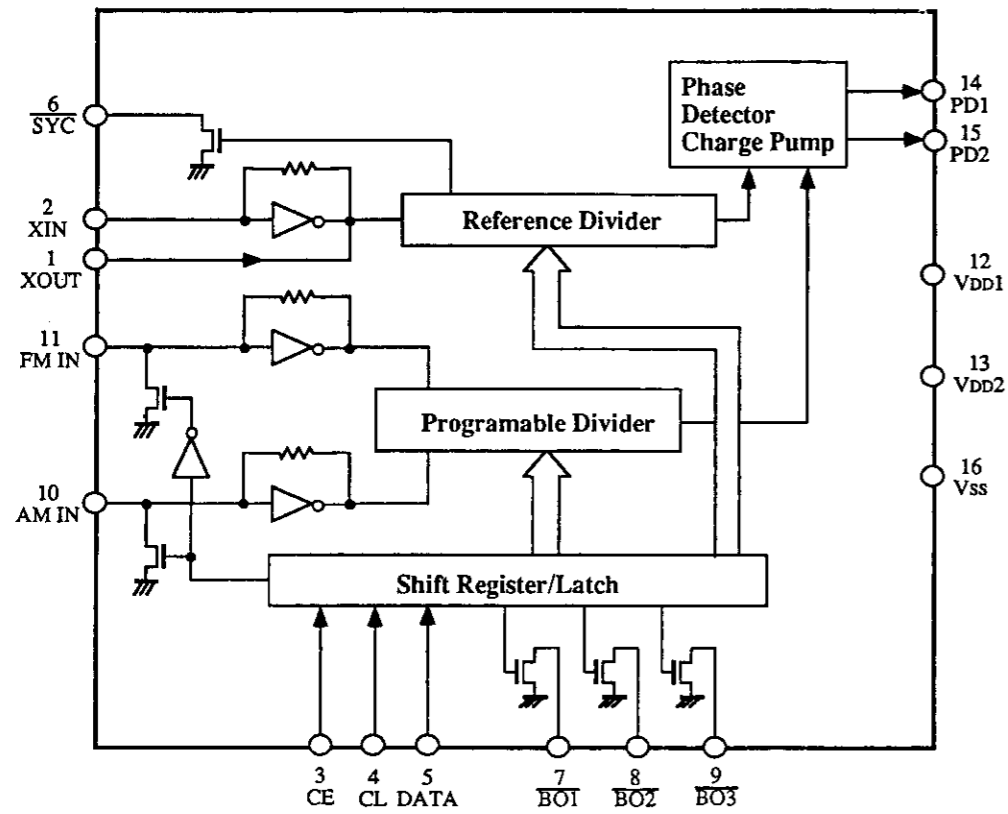 Phase
Detector
Charge Pump
14
PD1
15
PD2
6
SYC
2
XIN
1
XOUT
Reference Divider
12
VDD1
11
FM IN
13
VDD2
Programable Divider
10
AM IN
16
VSS
Shift Register/Latch
3
CE
4
CL
5
DATA
7
BO1
8
BO2
9
BO3